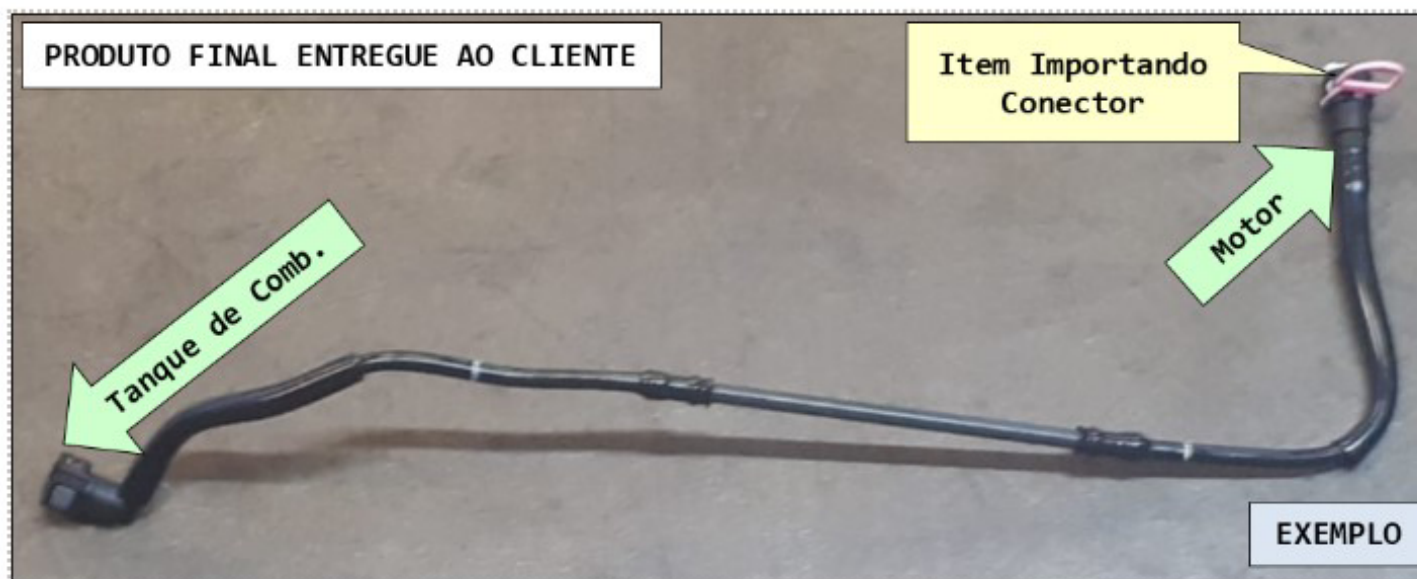 PRODUTO FINAL ENTREGUE AO CLIENTE
Item Importando
Conector
Motor
Tanque de Comb.
EXEMPLO